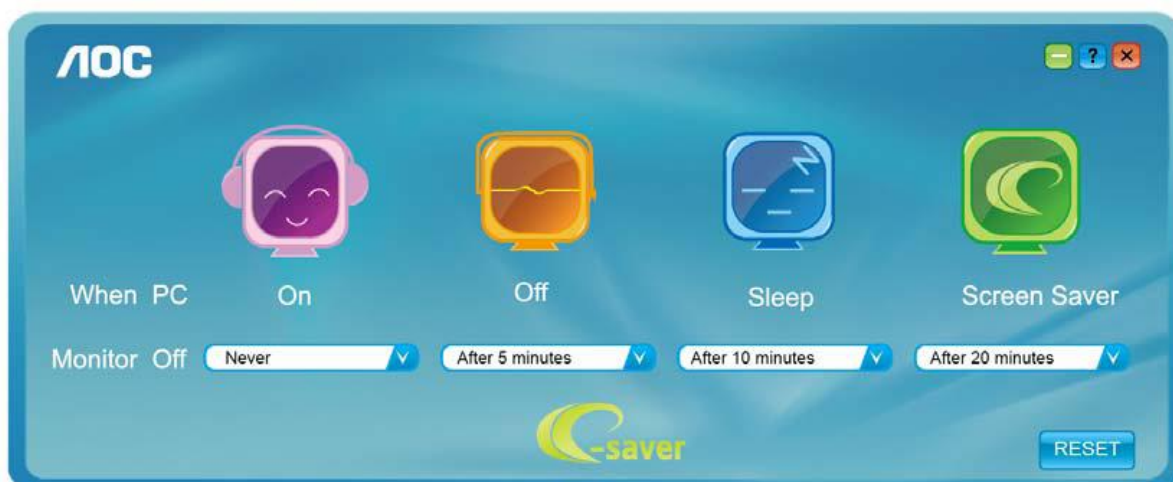 AOC
?
When PC On Off Sleep Screen Saver
Monitor Off Never After 5 minutes After 10 minutes After 20 minutes
e-saver
RESET